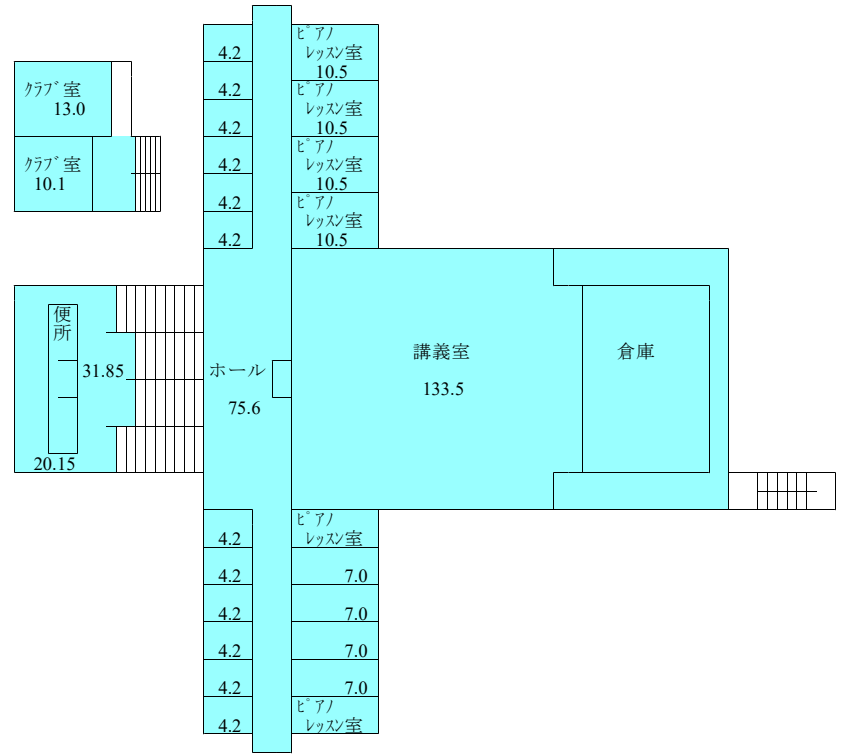 ｸﾗﾌﾞ室
13.0
ｸﾗﾌﾞ室
10.1
4.2
4.2
4.2
4.2
4.2
4.2
ﾋﾟｱﾉ
ﾚｯｽﾝ室
10.5
ﾋﾟｱﾉ
ﾚｯｽﾝ室
10.5
ﾋﾟｱﾉ
ﾚｯｽﾝ室
10.5
ﾋﾟｱﾉ
ﾚｯｽﾝ室
10.5
便
所
31.85
20.15
ホール
75.6
講義室
133.5
倉庫
4.2
4.2
4.2
4.2
4.2
4.2
ﾋﾟｱﾉ
ﾚｯｽﾝ室
7.0
7.0
7.0
7.0
ﾋﾟｱﾉ
ﾚｯｽﾝ室